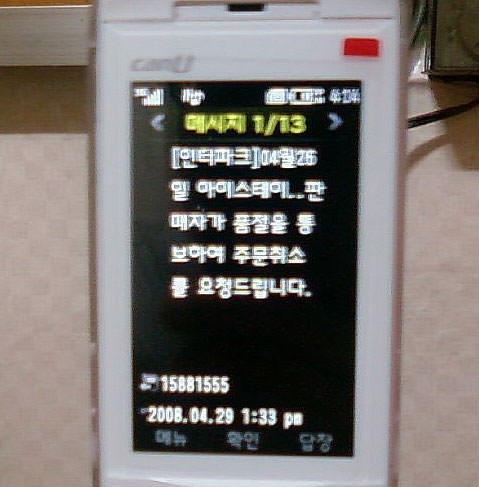 canU
4:04
< 메시지 1/13 >
[인터파크]04월26
일 아이스테이..판
매자가 품절을 통
보하여 주문취소
를 요청드립니다.
15881555
2008.04.29 1:33 pm
메뉴 확인 답장